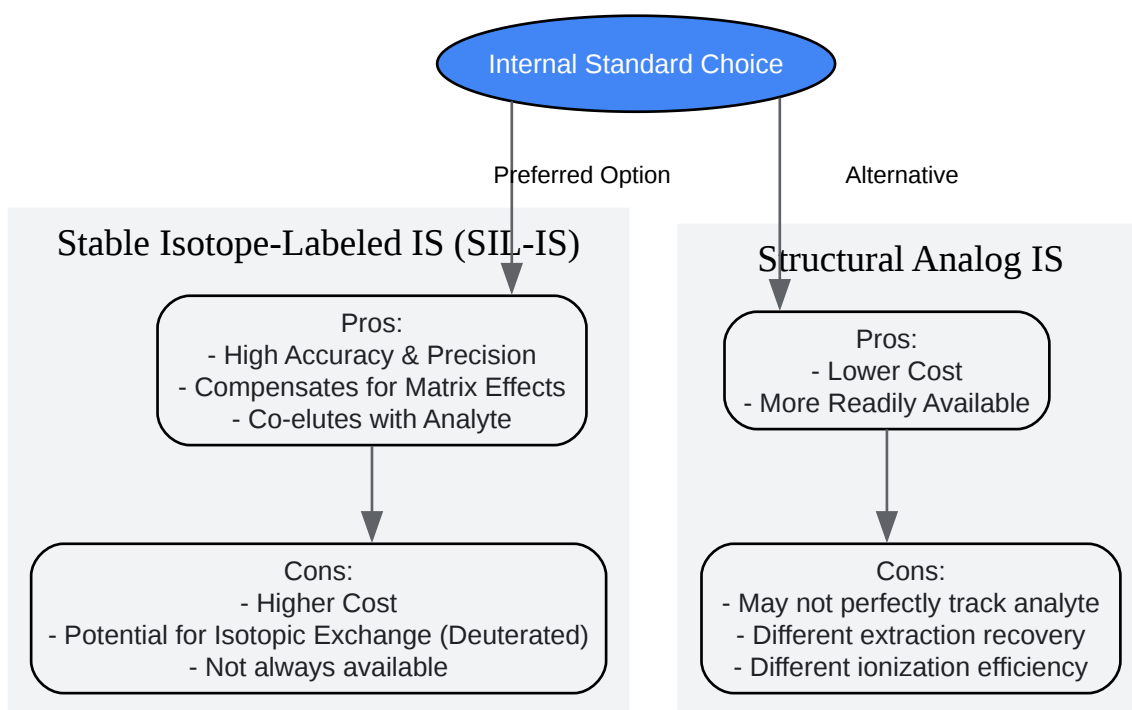 Internal Standard Choice
Preferred Option
Alternative
Stable Isotope-Labeled IS (SIL-IS)
Pros:
- High Accuracy & Precision
- Compensates for Matrix Effects
- Co-elutes with Analyte
Cons:
- Higher Cost
- Potential for Isotopic Exchange (Deuterated)
- Not always available
Structural Analog IS
Pros:
- Lower Cost
- More Readily Available
Cons:
- May not perfectly track analyte
- Different extraction recovery
- Different ionization efficiency